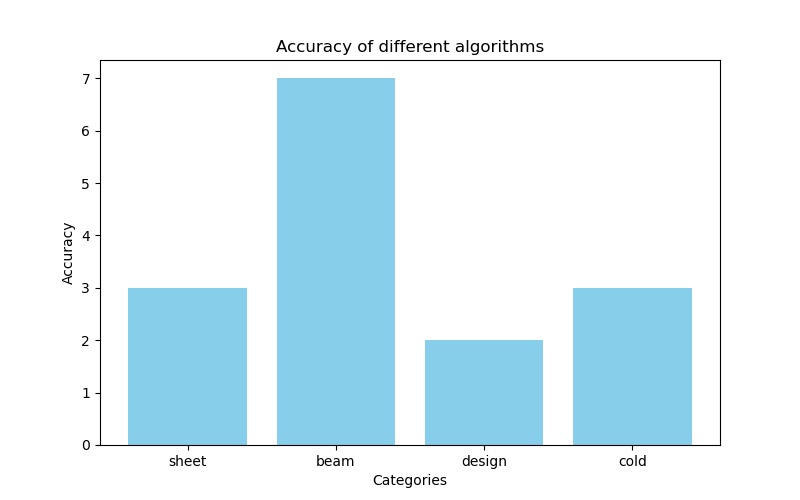 Accuracy of different algorithms
Accuracy
7
6
5
4
3
2
1
0
sheet beam design cold
Categories